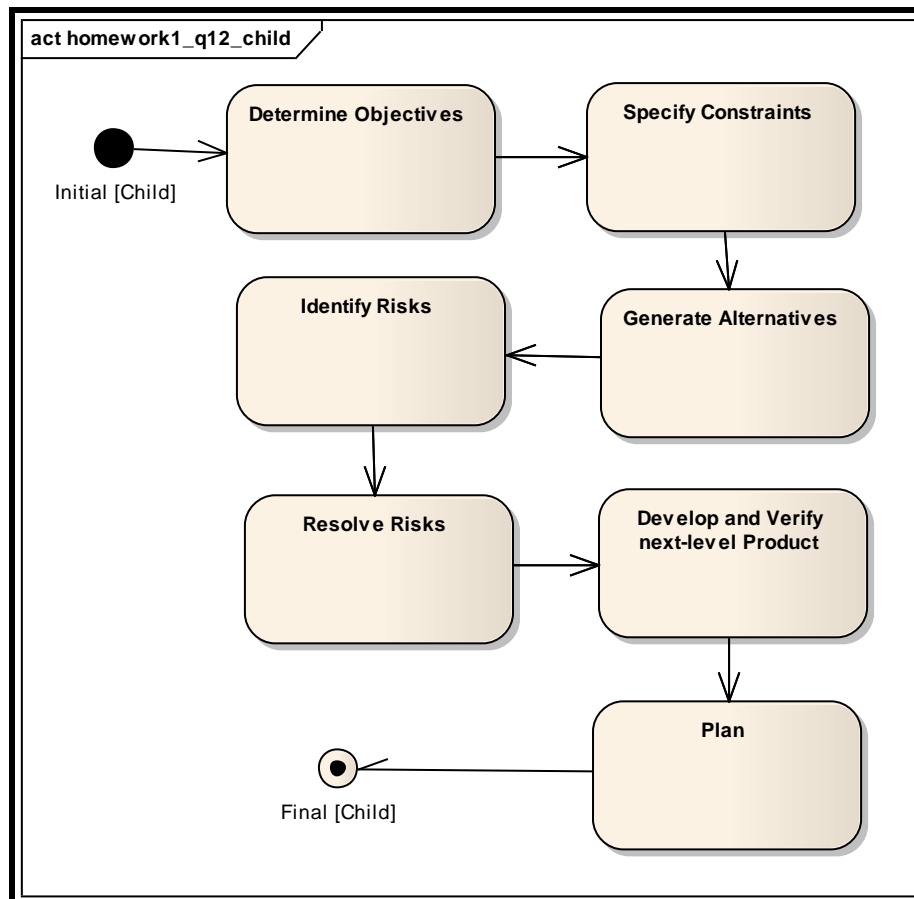 act homework1_q12_child
Determine Objectives
Specify Constraints
Initial [Child]
Identify Risks
Generate Alternatives
Resolve Risks
Develop and Verify
next-level Product
Plan
Final [Child]